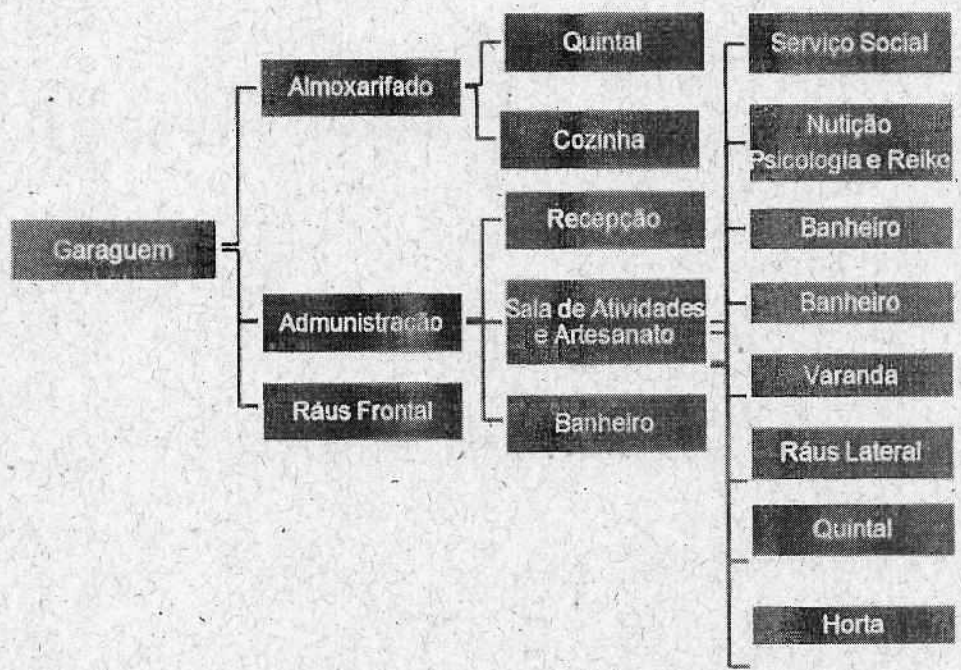 Garaguem
Almoxarifado
Admunistração
Ráus Frontal
Quintal
Cozinha
Recepção
Sala de Atividades
e Artesanato
Banheiro
Serviço Social
Nutição
Psicologia e Reike
Banheiro
Banheiro
Varanda
Ráus Lateral
Quintal
Horta